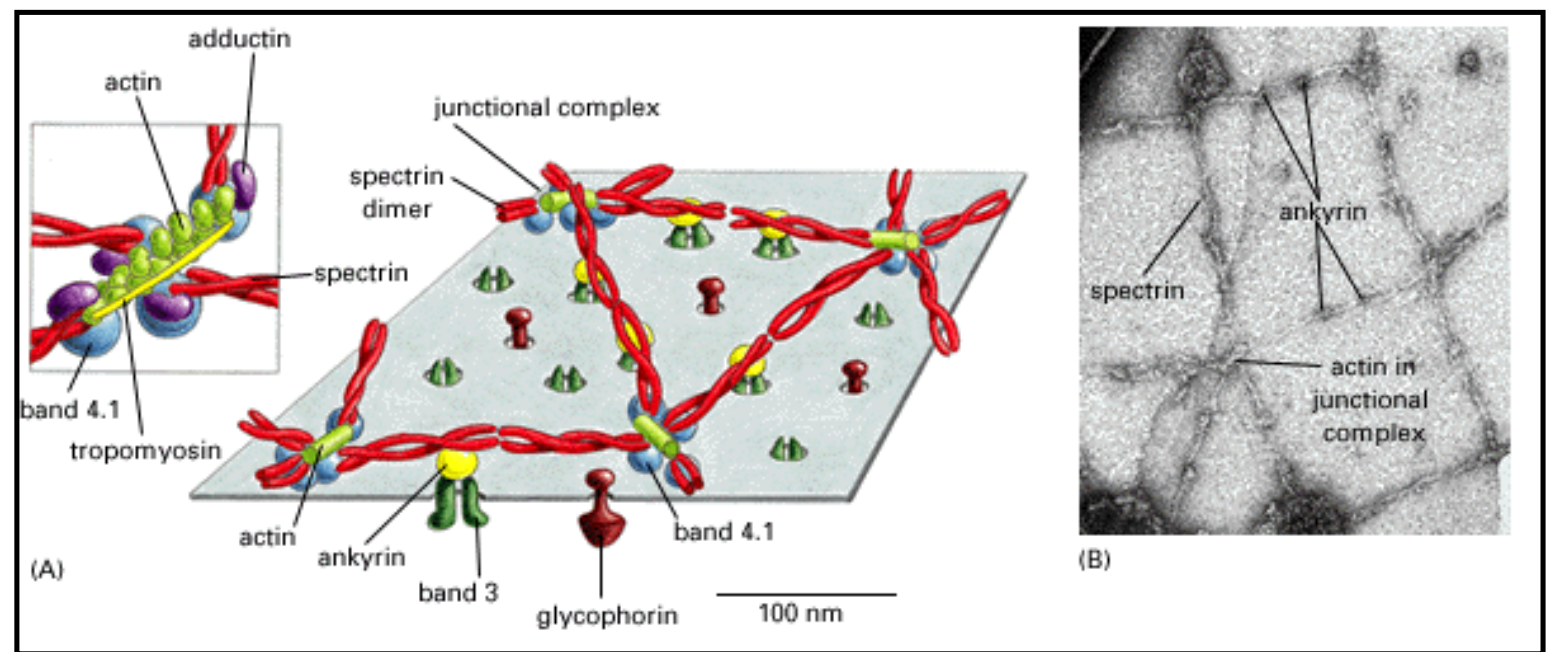 adductin
actin
junctional complex
spectrin
dimer
spectrin
band 4.1
tropomyosin
actin
ankyrin
band 3
glycophorin
band 4.1
100 nm
(A)
ankyrin
spectrin
actin in
junctional
complex
(B)